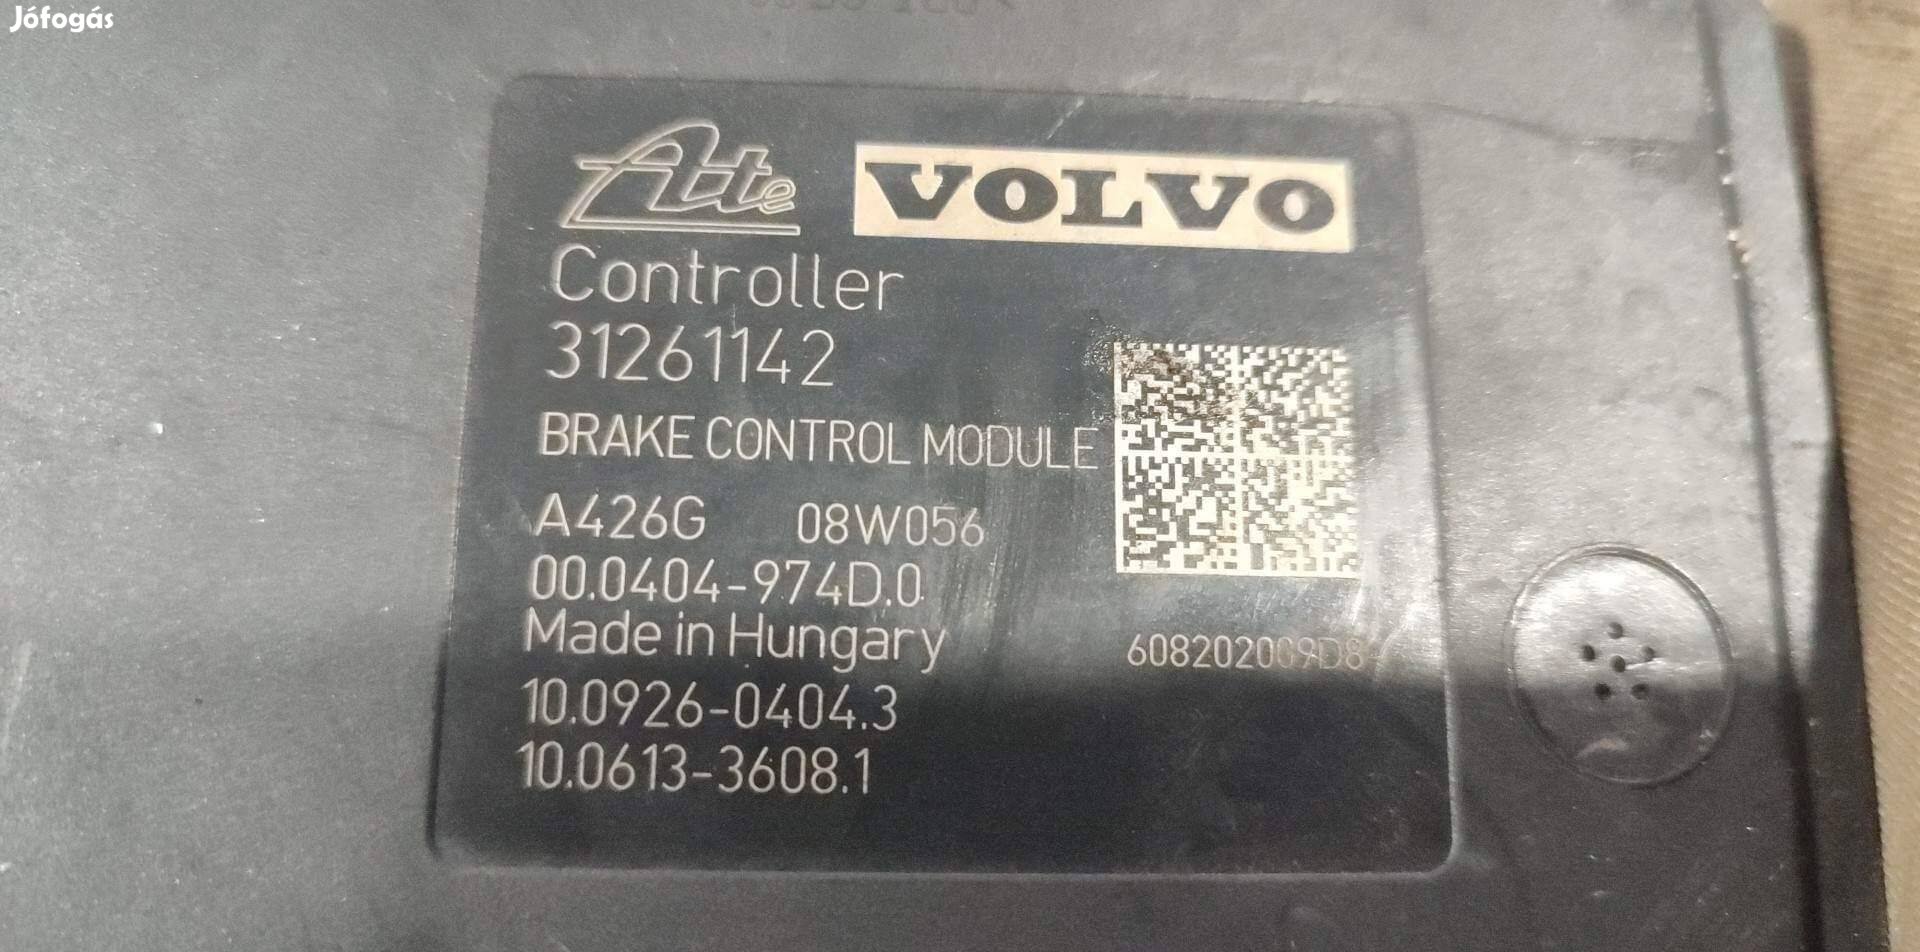 Jófogás
Ate VOLVO
Controller
31261142
BRAKE CONTROL MODULE
A426G 08W056
00.0404-974D.0
Made in Hungary
10.0926-0404.3
10.0613-3608.1